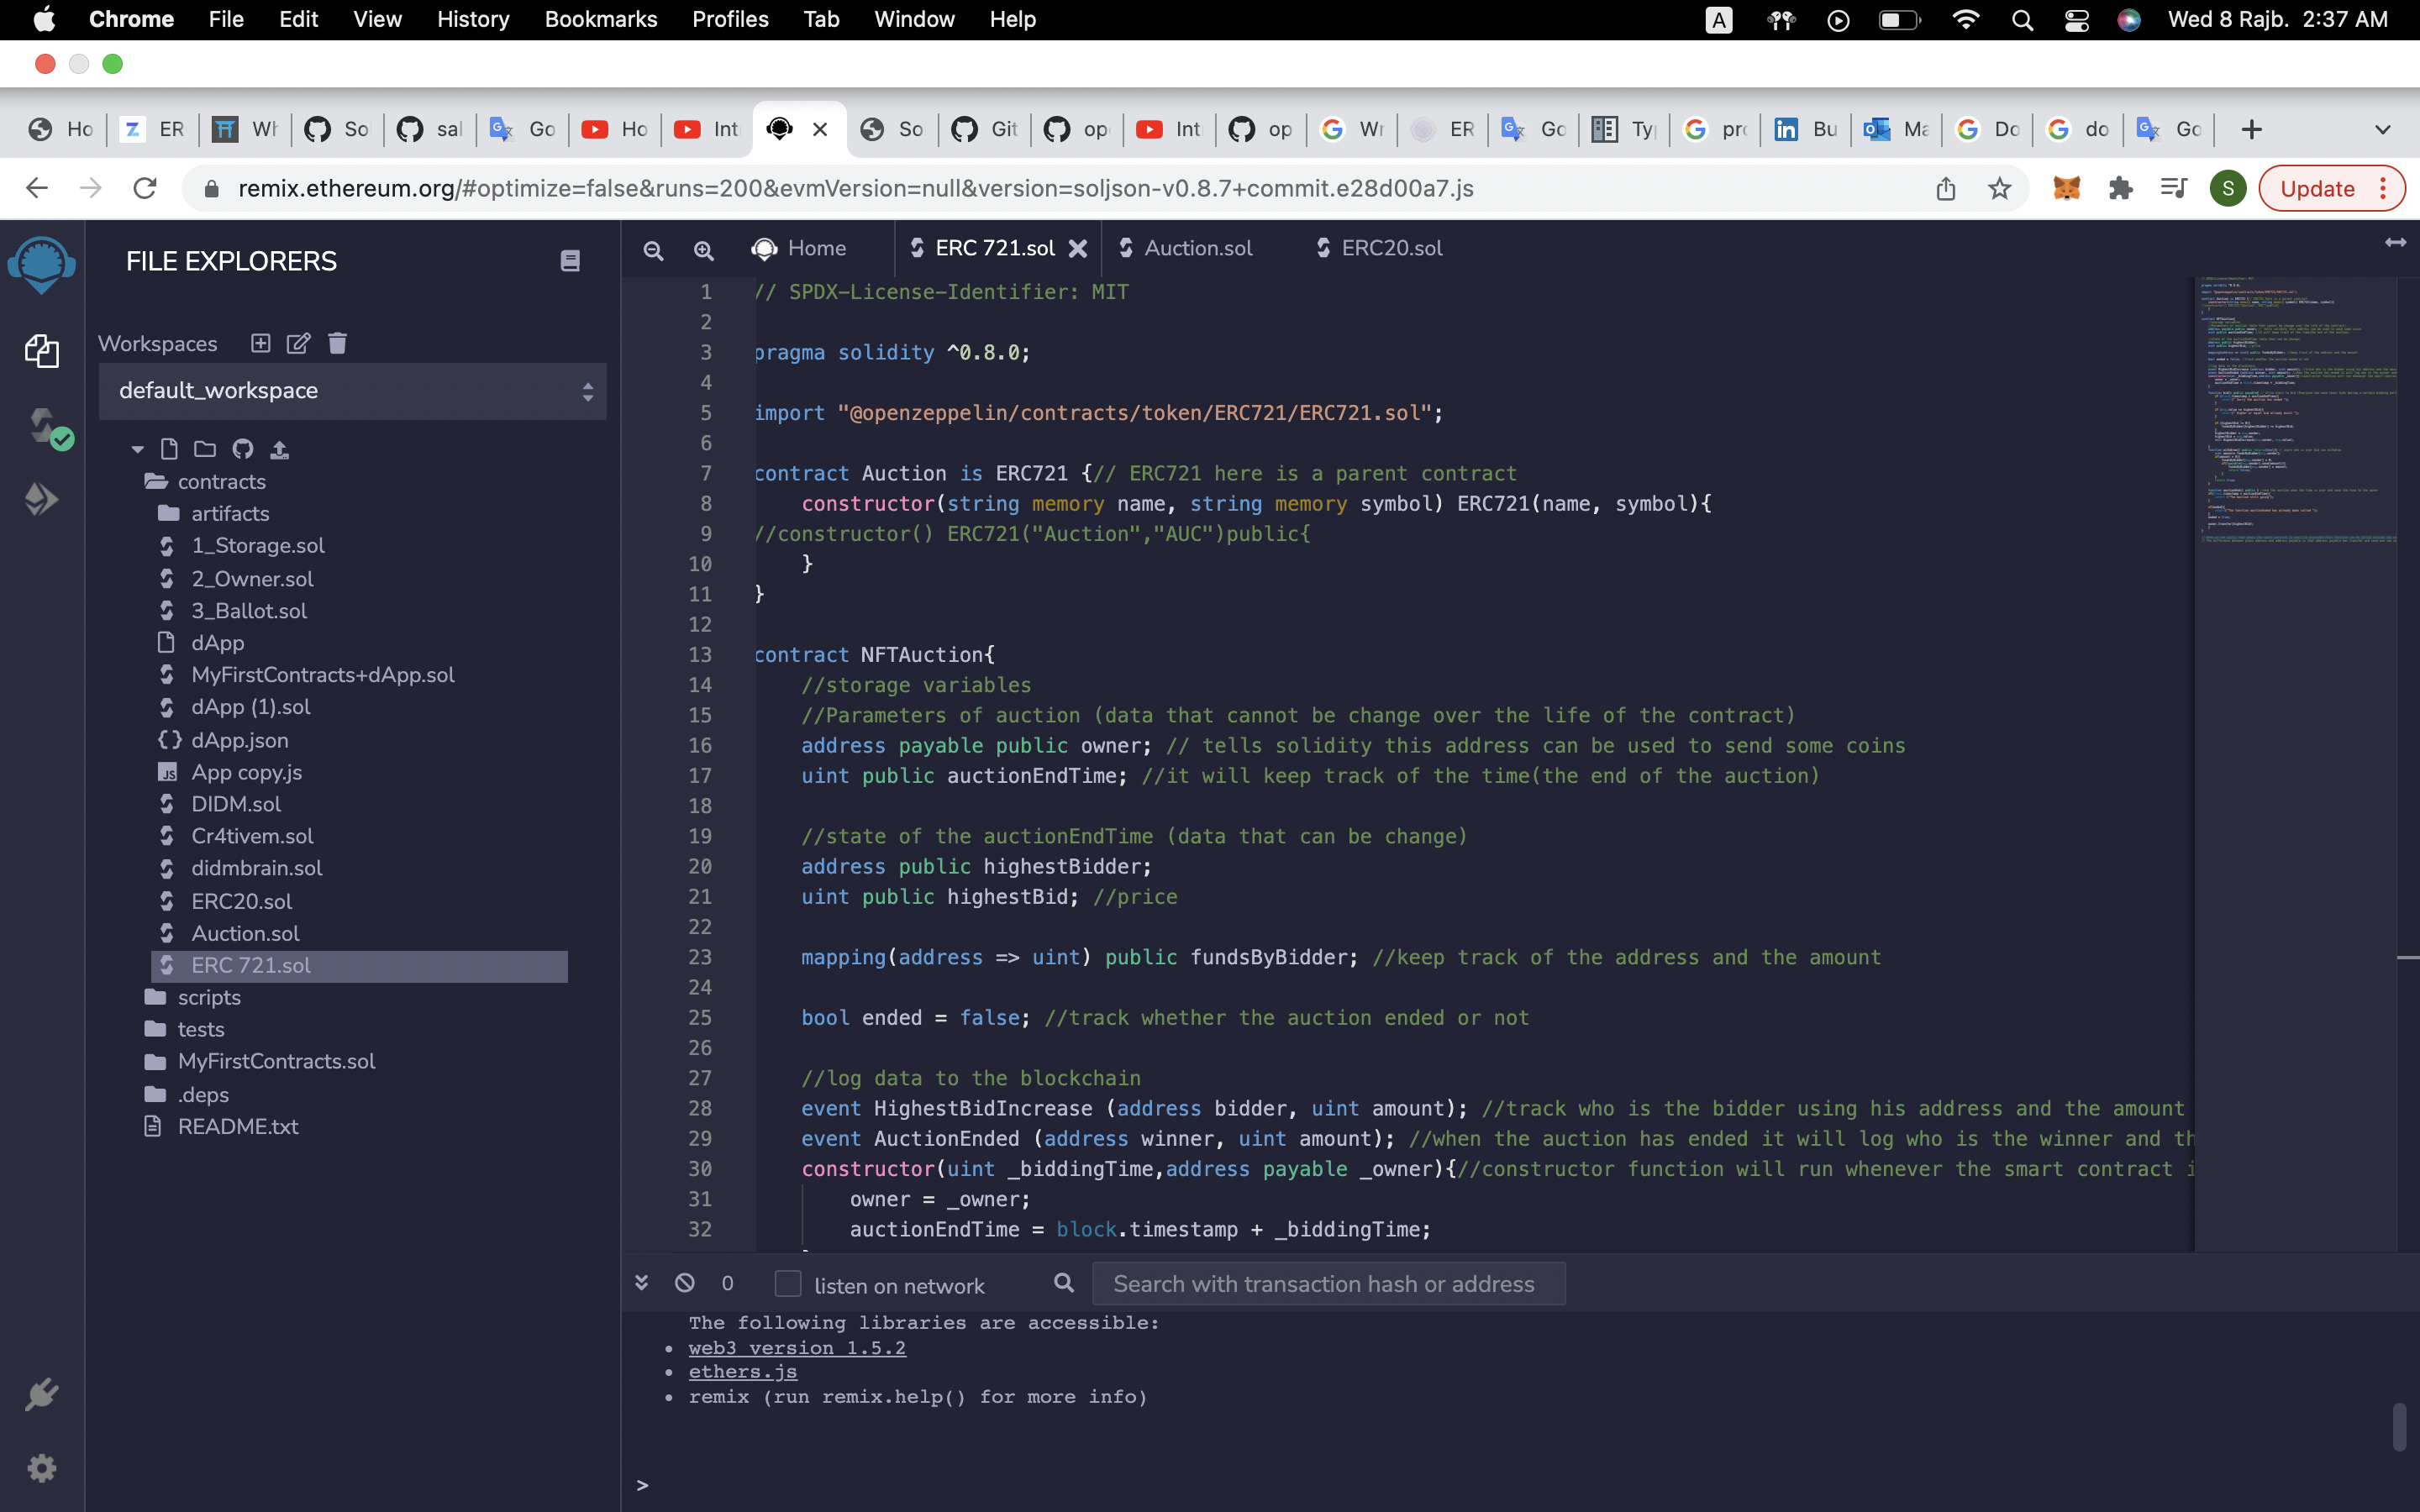 Chrome File Edit View History Bookmarks Profiles Tab Window Help A Wed 8 Rajb. 2:37 AM
Ho ER Wh So sal Go Ho Int So Git op Int op Wr ER Go Ty pro Bu Ma Do do Go
remix.ethereum.org/#optimize=false&runs=200&evmVersion=null&version=soljson-v0.8.7+commit.e28d00a7.js S Update
FILE EXPLORERS
Workspaces
default_workspace
contracts
artifacts
1_Storage.sol
2_Owner.sol
3_Ballot.sol
dApp
MyFirstContracts+dApp.sol
dApp (1).sol
{} dApp.json
JS App copy.js
DIDM.sol
Cr4tivem.sol
didmbrain.sol
ERC20.sol
Auction.sol
ERC 721.sol
scripts
tests
MyFirstContracts.sol
.deps
README.txt
Home ERC 721.sol Auction.sol ERC20.sol
1 // SPDX-License-Identifier: MIT
2
3 pragma solidity ^0.8.0;
4
5 import "@openzeppelin/contracts/token/ERC721/ERC721.sol";
6
7 contract Auction is ERC721 {// ERC721 here is a parent contract
8 constructor(string memory name, string memory symbol) ERC721(name, symbol){
9 //constructor() ERC721("Auction","AUC")public{
10 }
11 }
12
13 contract NFTAuction{
14 //storage variables
15 //Parameters of auction (data that cannot be change over the life of the contract)
16 address payable public owner; // tells solidity this address can be used to send some coins
17 uint public auctionEndTime; //it will keep track of the time(the end of the auction)
18
19 //state of the auctionEndTime (data that can be change)
20 address public highestBidder;
21 uint public highestBid; //price
22
23 mapping(address => uint) public fundsByBidder; //keep track of the address and the amount
24
25 bool ended = false; //track whether the auction ended or not
26
27 //log data to the blockchain
28 event HighestBidIncrease (address bidder, uint amount); //track who is the bidder using his address and the amount
29 event AuctionEnded (address winner, uint amount); //when the auction has ended it will log who is the winner and th
30 constructor(uint _biddingTime,address payable _owner){//constructor function will run whenever the smart contract i
31 owner = _owner;
32 auctionEndTime = block.timestamp + _biddingTime;
0 listen on network Search with transaction hash or address
The following libraries are accessible:
• web3 version 1.5.2
• ethers.js
• remix (run remix.help() for more info)
>